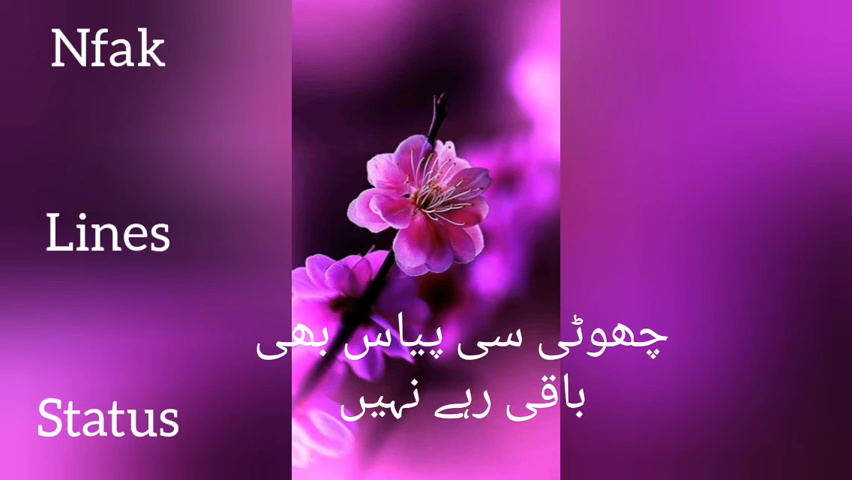 Nfak
Lines
Status
چھوٹی سی پیاس بھی
باقی رہے نہیں